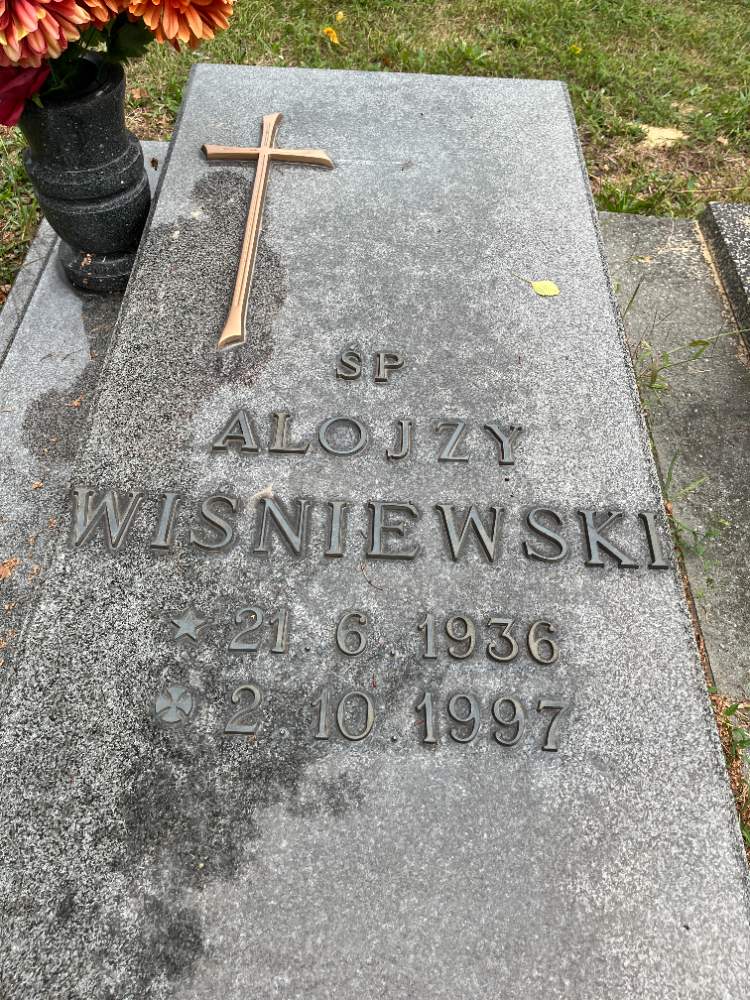 ŚP
ALOJZY
WIŚNIEWSKI
21.6.1936
2.10.1997